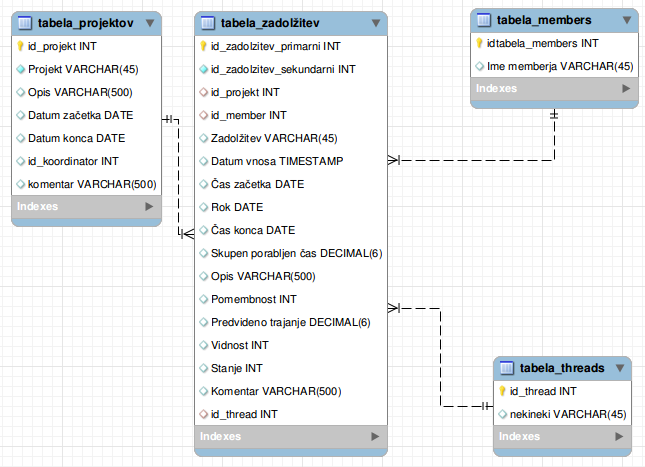 tabela_projektov
id_projekt INT
Projekt VARCHAR(45)
Opis VARCHAR(500)
Datum začetka DATE
Datum konca DATE
id_koordinator INT
komentar VARCHAR(500)
Indexes
tabela_zadolžitev
id_zadolzitev_primarni INT
id_zadolzitev_sekundarni INT
id_projekt INT
id_member INT
Zadolžitev VARCHAR(45)
Datum vnosa TIMESTAMP
Čas začetka DATE
Rok DATE
Čas konca DATE
Skupen porabljen čas DECIMAL(6)
Opis VARCHAR(500)
Pomembnost INT
Predvideno trajanje DECIMAL(6)
Vidnost INT
Stanje INT
Komentar VARCHAR(500)
id_thread INT
Indexes
tabela_members
idtabela_members INT
Ime memberja VARCHAR(45)
Indexes
tabela_threads
id_thread INT
nekineki VARCHAR(45)
Indexes